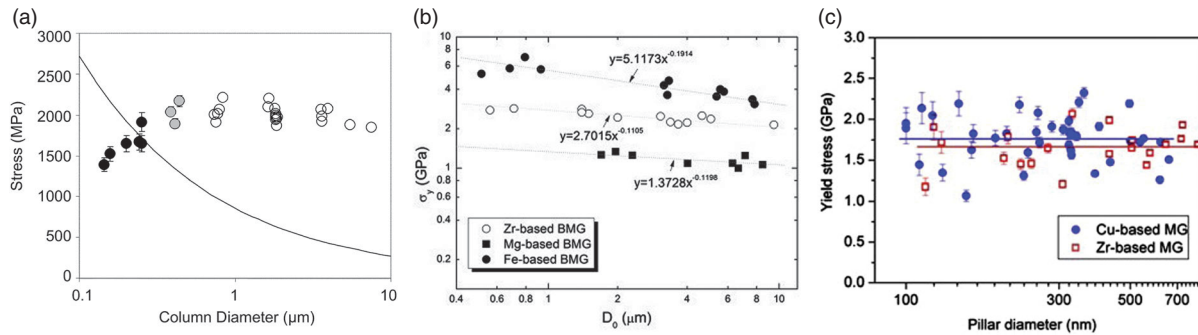 (a)
3000
2500
2000
1500
1000
500
0
Stress (MPa)
0.1
1
10
Column Diameter (µm)
(b)
10
8
6
4
2
1
0.8
0.6
0.4
0.2
σy (GPa)
y=5.1173x-0.1914
y=2.7015x-0.1105
y=1.3728x-0.1198
Zr-based BMG
Mg-based BMG
Fe-based BMG
0.4
0.6
0.8
1
2
4
6
8
10
D0 (µm)
(c)
3.0
2.5
2.0
1.5
1.0
0.5
0.0
Yield stress (GPa)
Cu-based MG
Zr-based MG
100
300
500
700
Pillar diameter (nm)